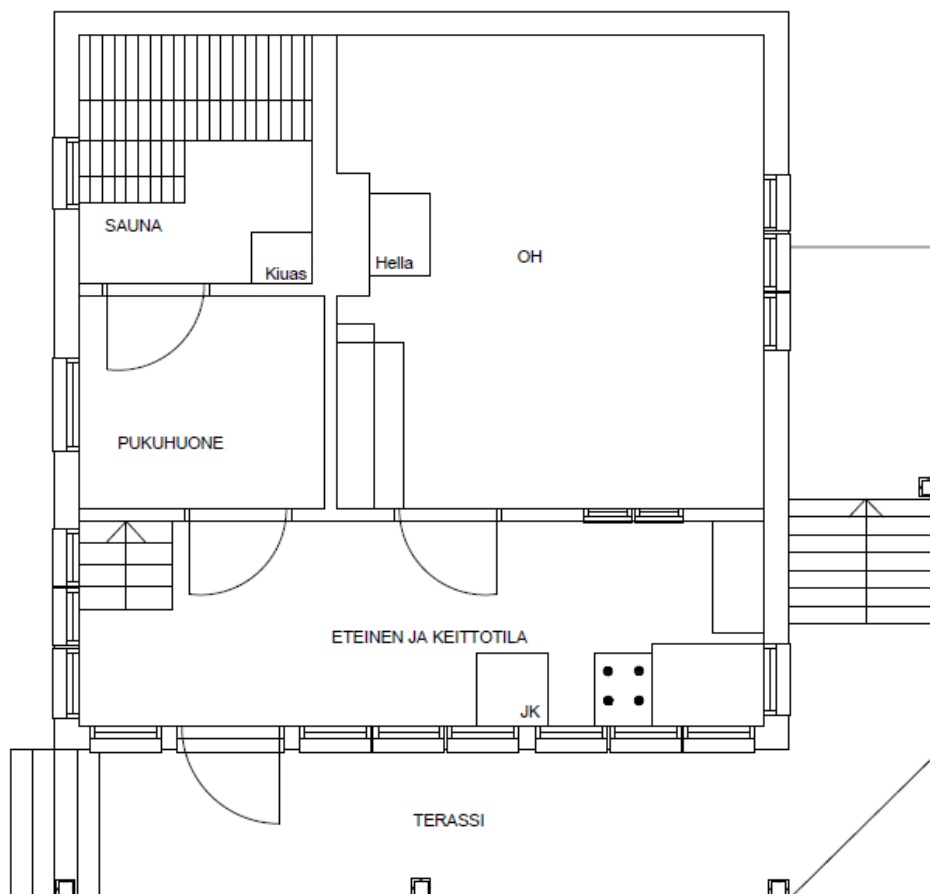 SAUNA
Kiuas
Hella
OH
PUKUHUONE
ETEINEN JA KEITTOTILA
JK
TERASSI